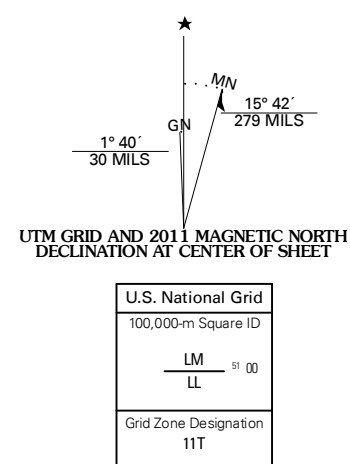 MN
GN
15° 42´
279 MILS
1° 40´
30 MILS
UTM GRID AND 2011 MAGNETIC NORTH
DECLINATION AT CENTER OF SHEET
U.S. National Grid
100,000-m Square ID
LM
51 00
LL
Grid Zone Designation
11T